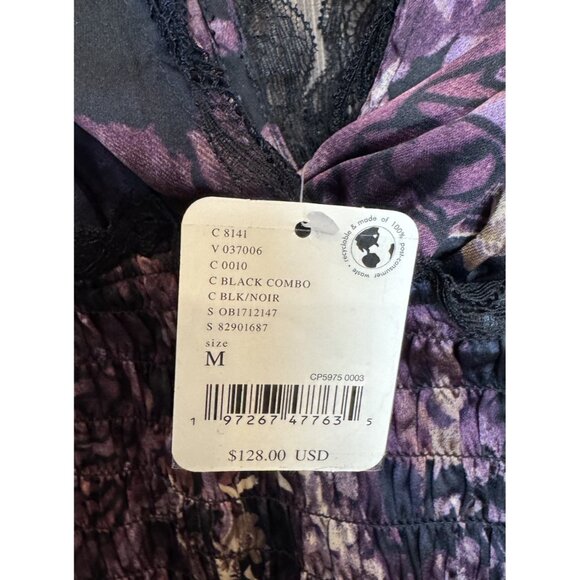 C 8141
V 037006
C 0010
C BLACK COMBO
C BLK/NOIR
S OB1712147
S 82901687
size
M
recyclable & made of 100% post-consumer waste •
CP5975 0003
1 97267 47763 5
$128.00 USD